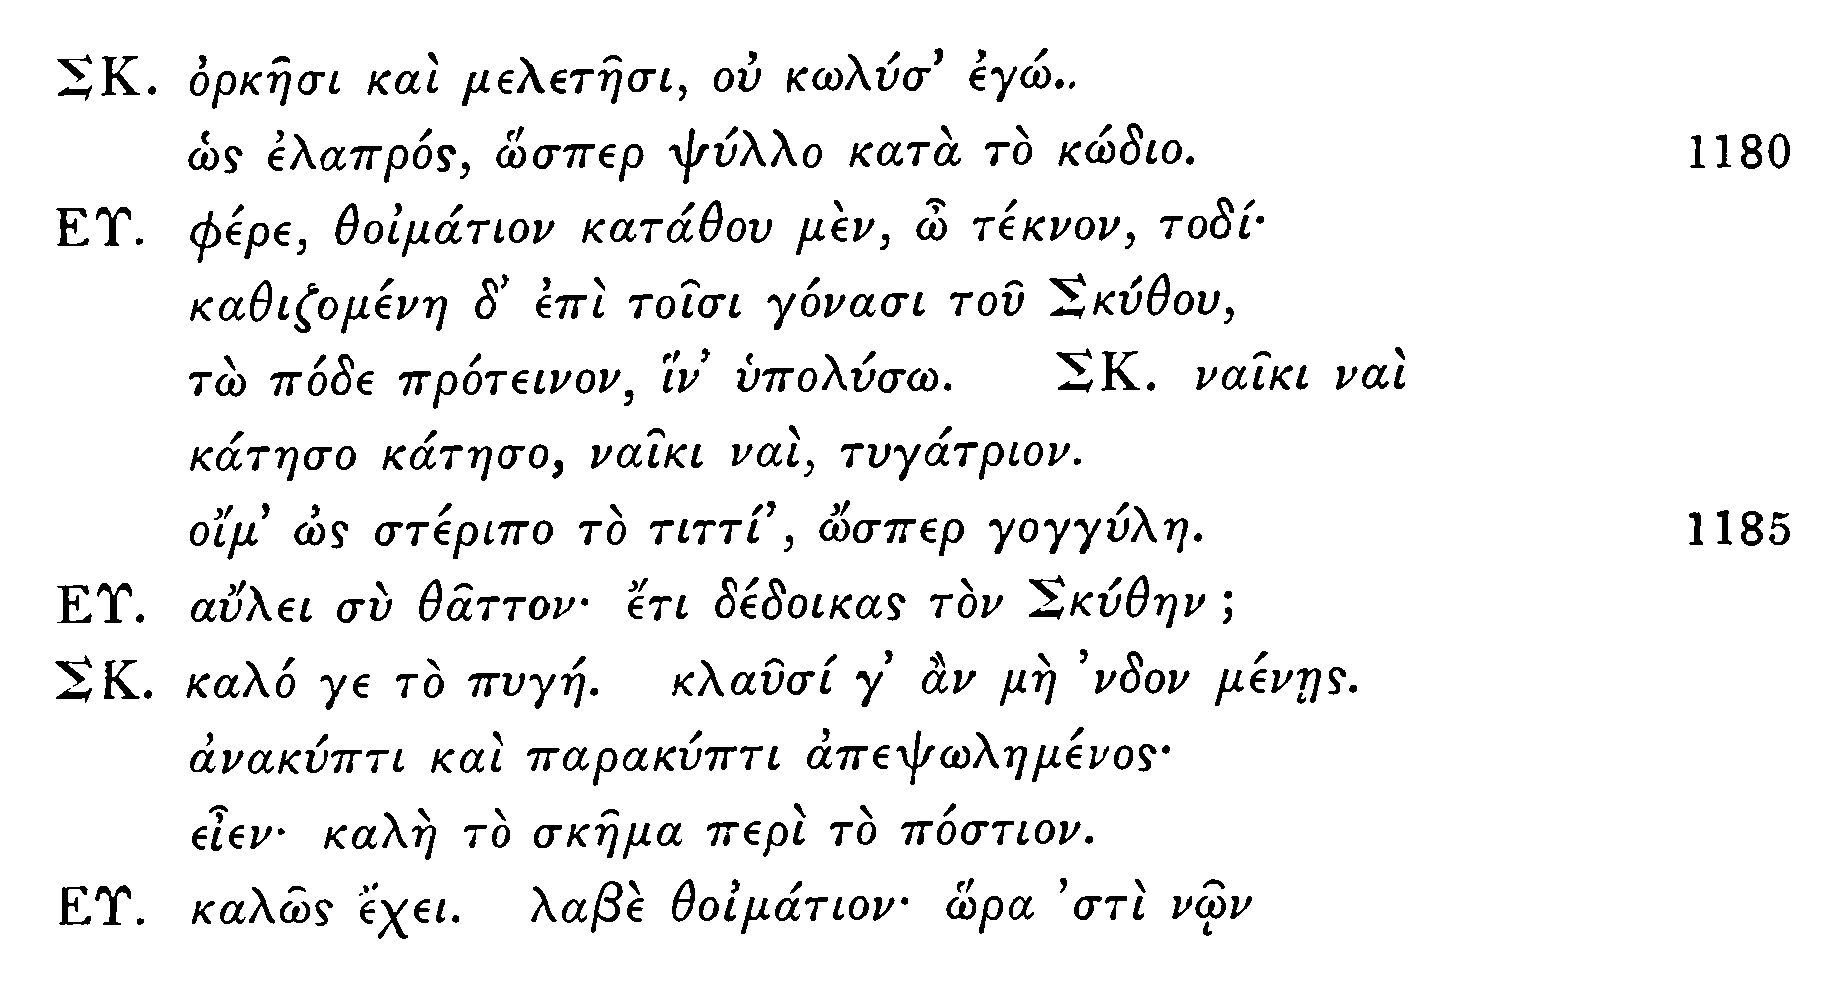 ΣΚ. ὀρκῆσι καὶ μελετῆσι, οὐ κωλύσ’ ἐγώ..
ὡς ἐλαπρός, ὥσπερ ψύλλο κατὰ τὸ κώδιο. 1180
ΕΥ. φέρε, θοἰμάτιον κατάθου μὲν, ὦ τέκνον, τοδί·
καθιζομένη δ’ ἐπὶ τοῖσι γόνασι τοῦ Σκύθου,
τὼ πόδε πρότεινον, ἵν’ ὑπολύσω. ΣΚ. ναῖκι ναὶ
κάτησο κάτησο, ναῖκι ναὶ, τυγάτριον.
οἴμ’ ὠς στέριπο τὸ τιττί’, ὤσπερ γογγύλη. 1185
ΕΥ. αὔλει σὺ θᾶττον· ἔτι δέδοικας τὸν Σκύθην ;
ΣΚ. καλό γε τὸ πυγή. κλαῦσί γ’ ἂν μὴ ’νδον μένῃς.
ἀνακύπτι καὶ παρακύπτι ἀπεψωλημένος·
εἶεν· καλὴ τὸ σκῆμα περὶ τὸ πόστιον.
ΕΥ. καλῶς ἔχει. λαβὲ θοἰμάτιον· ὥρα ’στὶ νῷν